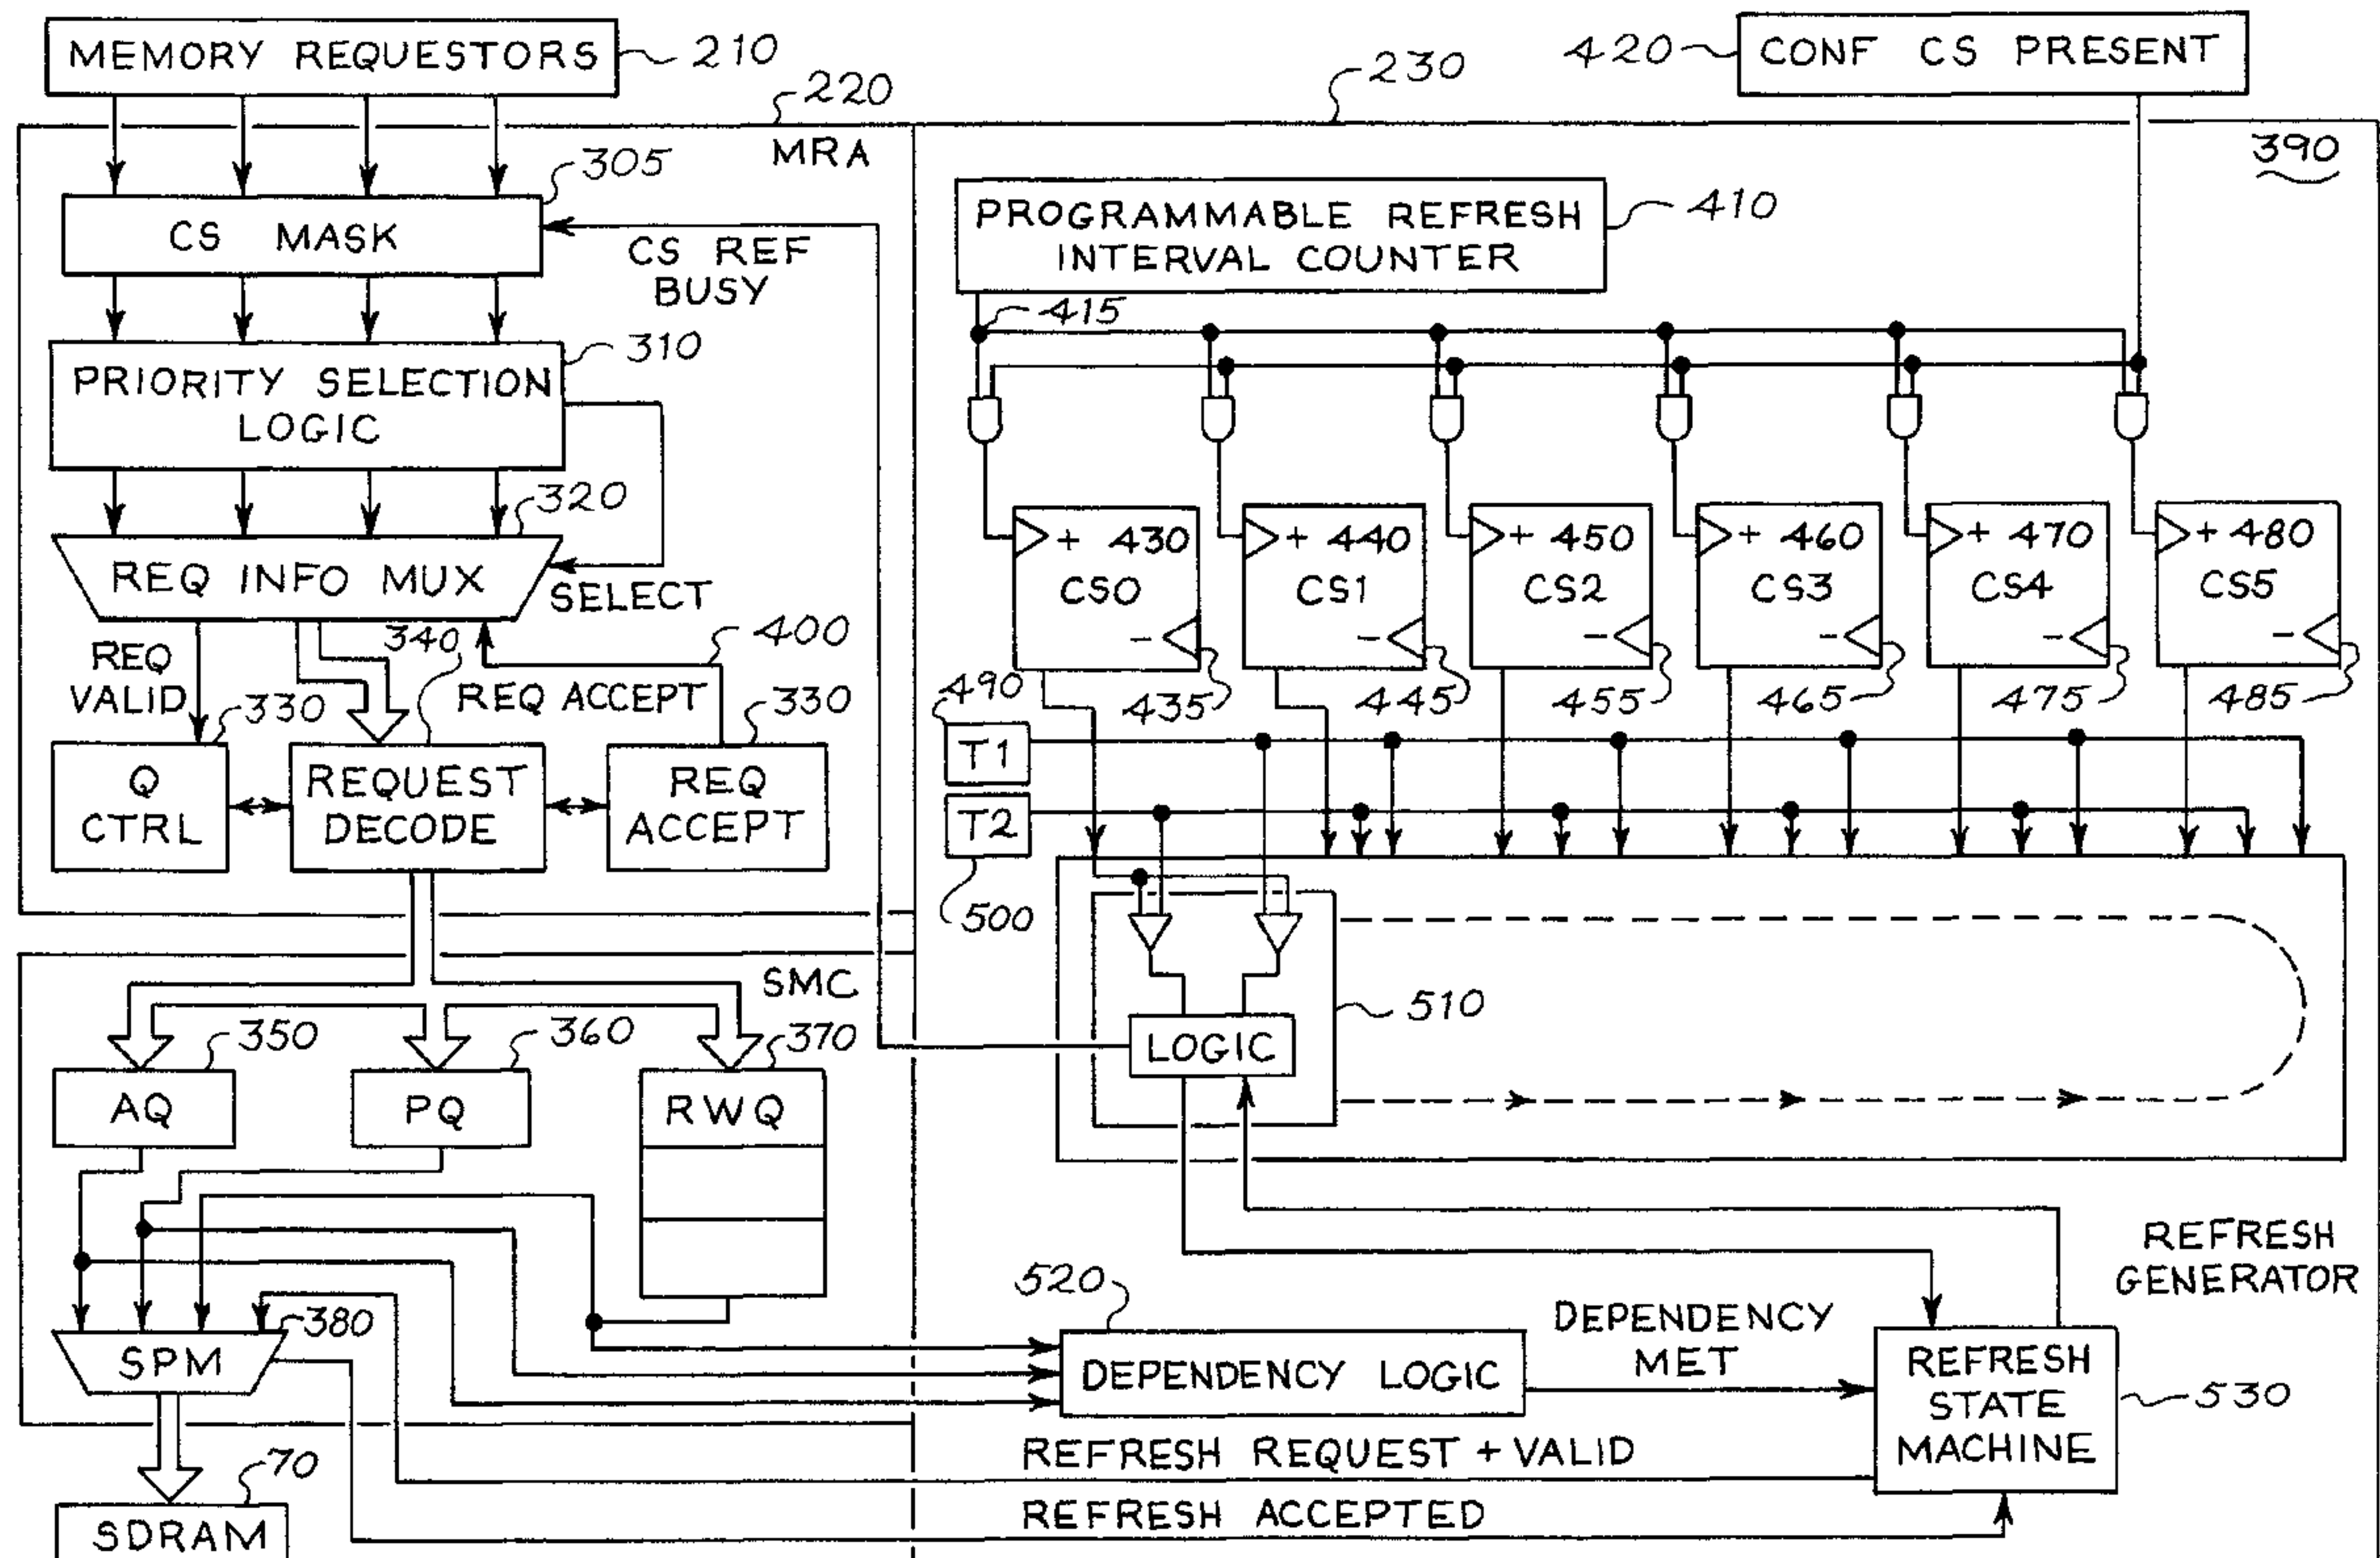 MEMORY REQUESTORS
210
220
230
420
CONF CS PRESENT
390
MRA
305
CS MASK
CS REF
BUSY
PROGRAMMABLE REFRESH
INTERVAL COUNTER
410
415
310
PRIORITY SELECTION
LOGIC
320
REQ INFO MUX
SELECT
+ 430
CS0
-
435
+ 440
CS1
-
445
+ 450
CS2
-
455
+ 460
CS3
-
465
+ 470
CS4
-
475
+ 480
CS5
-
485
REQ
VALID
340
400
REQ ACCEPT
330
330
Q
CTRL
REQUEST
DECODE
REQ
ACCEPT
490
T1
T2
500
SMC
510
LOGIC
350
360
370
AQ
PQ
RWQ
REFRESH
GENERATOR
520
DEPENDENCY LOGIC
DEPENDENCY
MET
REFRESH
STATE
MACHINE
530
380
SPM
REFRESH REQUEST + VALID
REFRESH ACCEPTED
70
SDRAM